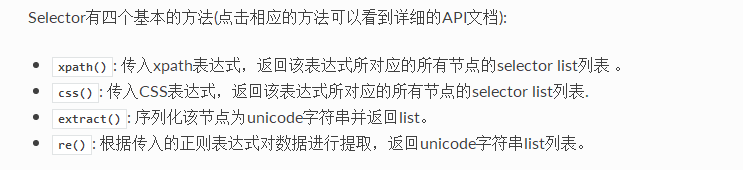 Selector有四个基本的方法(点击相应的方法可以看到详细的API文档):
xpath() : 传入xpath表达式，返回该表达式所对应的所有节点的selector list列表 。
css() : 传入CSS表达式，返回该表达式所对应的所有节点的selector list列表.
extract() : 序列化该节点为unicode字符串并返回list。
re() : 根据传入的正则表达式对数据进行提取，返回unicode字符串list列表。